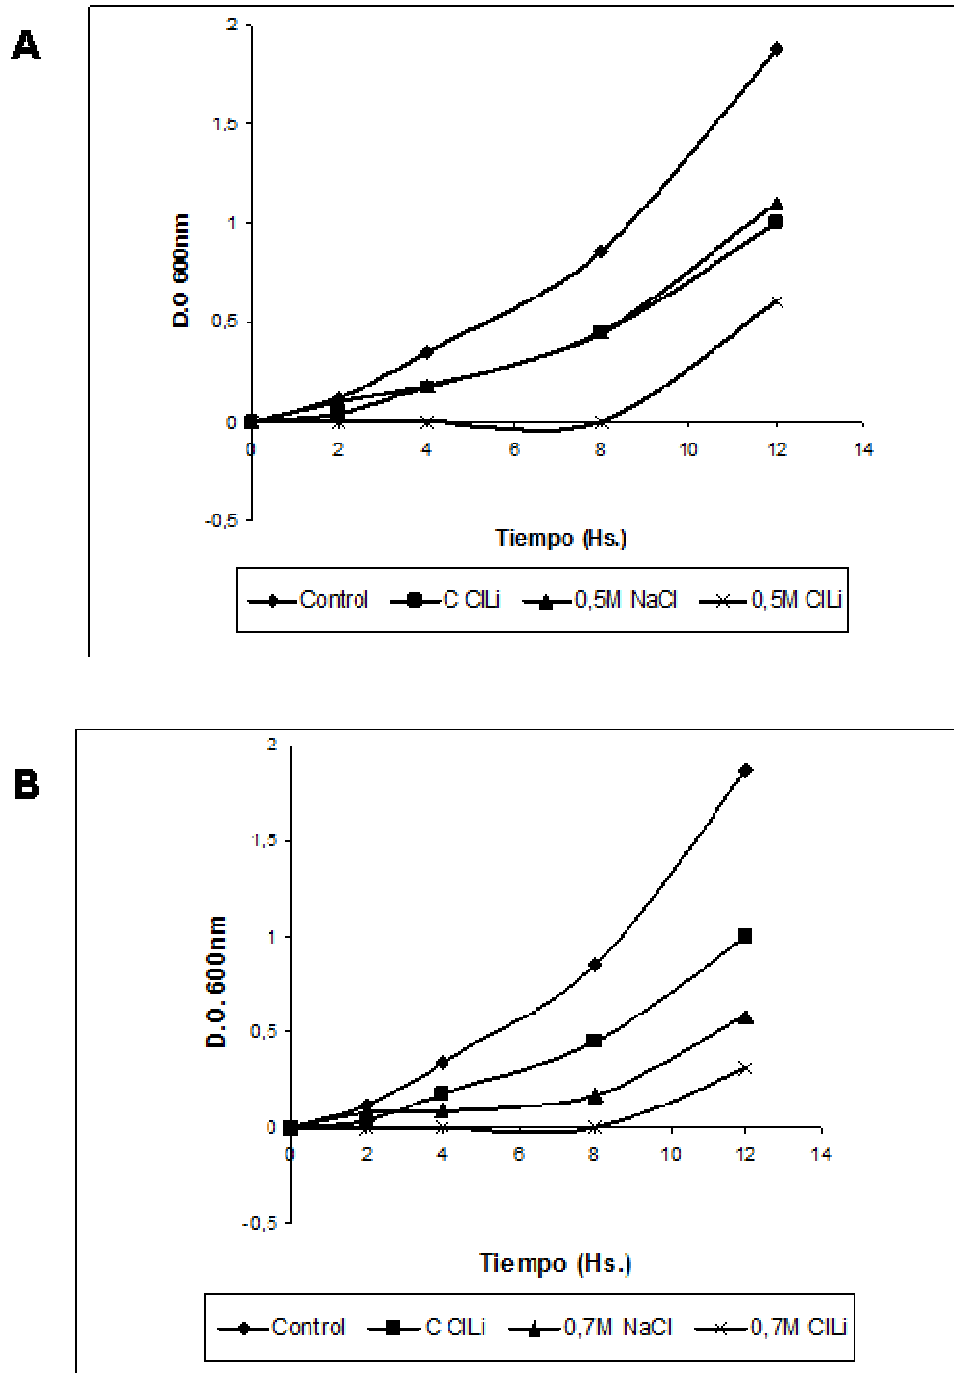 A
2
1,5
1
0,5
0
-0,5
0 2 4 6 8 10 12 14
D.O 600nm
Tiempo (Hs.)
Control C ClLi 0,5M NaCl 0,5M ClLi
B
2
1,5
1
0,5
0
-0,5
0 2 4 6 8 10 12 14
D.O. 600nm
Tiempo (Hs.)
Control C ClLi 0,7M NaCl 0,7M ClLi